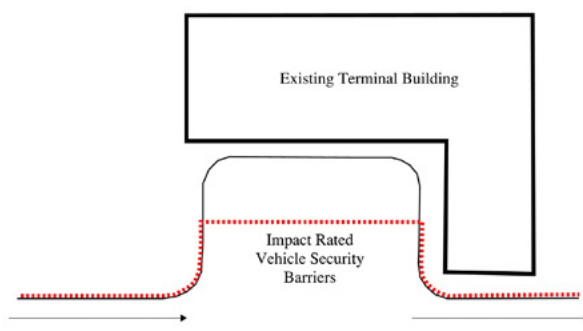 Existing Terminal Building
Impact Rated
Vehicle Security
Barriers